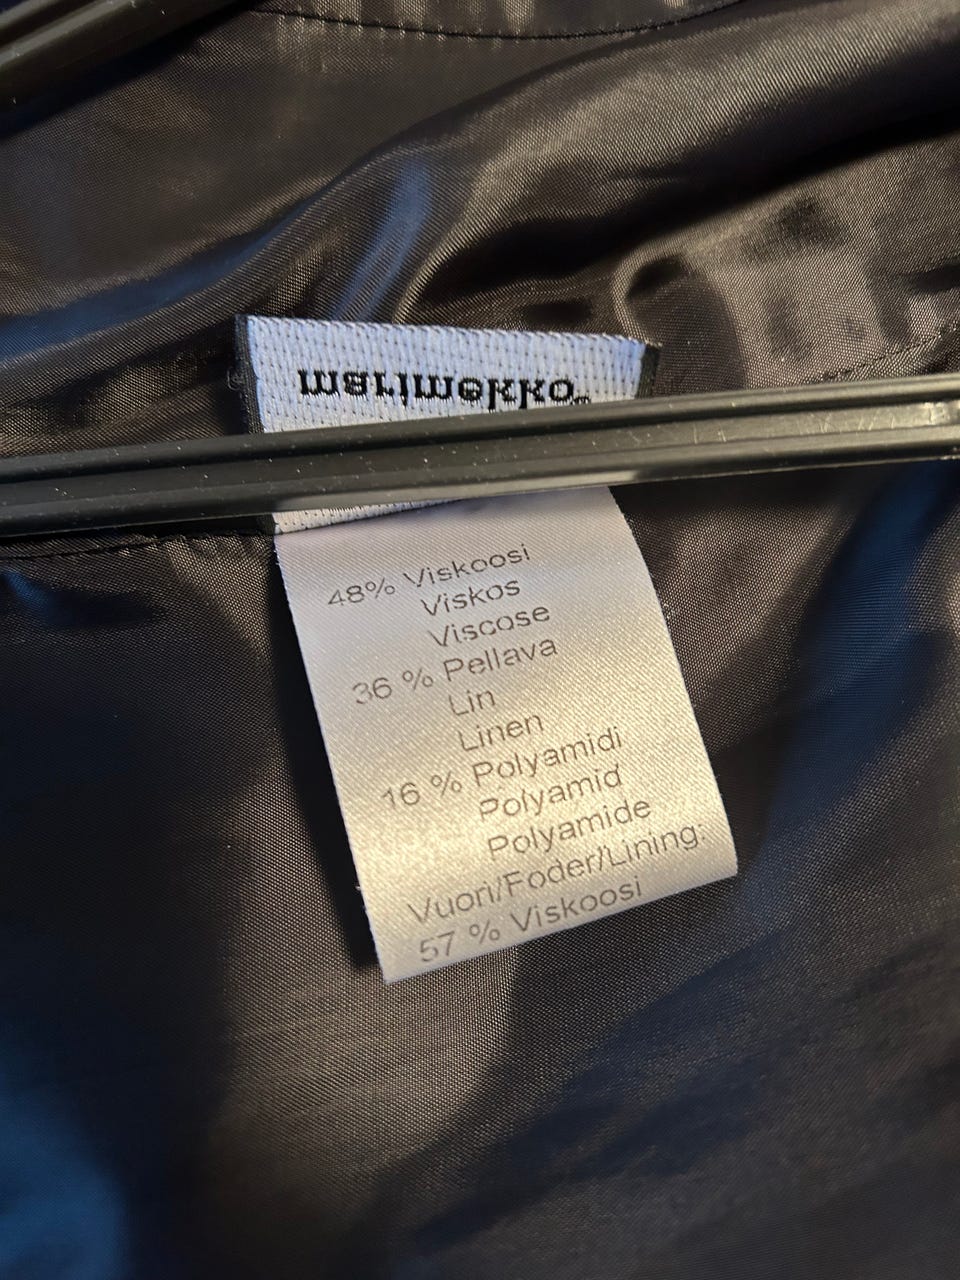 marimekko®
48% Viskoosi
Viskos
Viscose
36 % Pellava
Lin
Linen
16 % Polyamidi
Polyamid
Polyamide
Vuori/Foder/Lining:
57 % Viskoosi